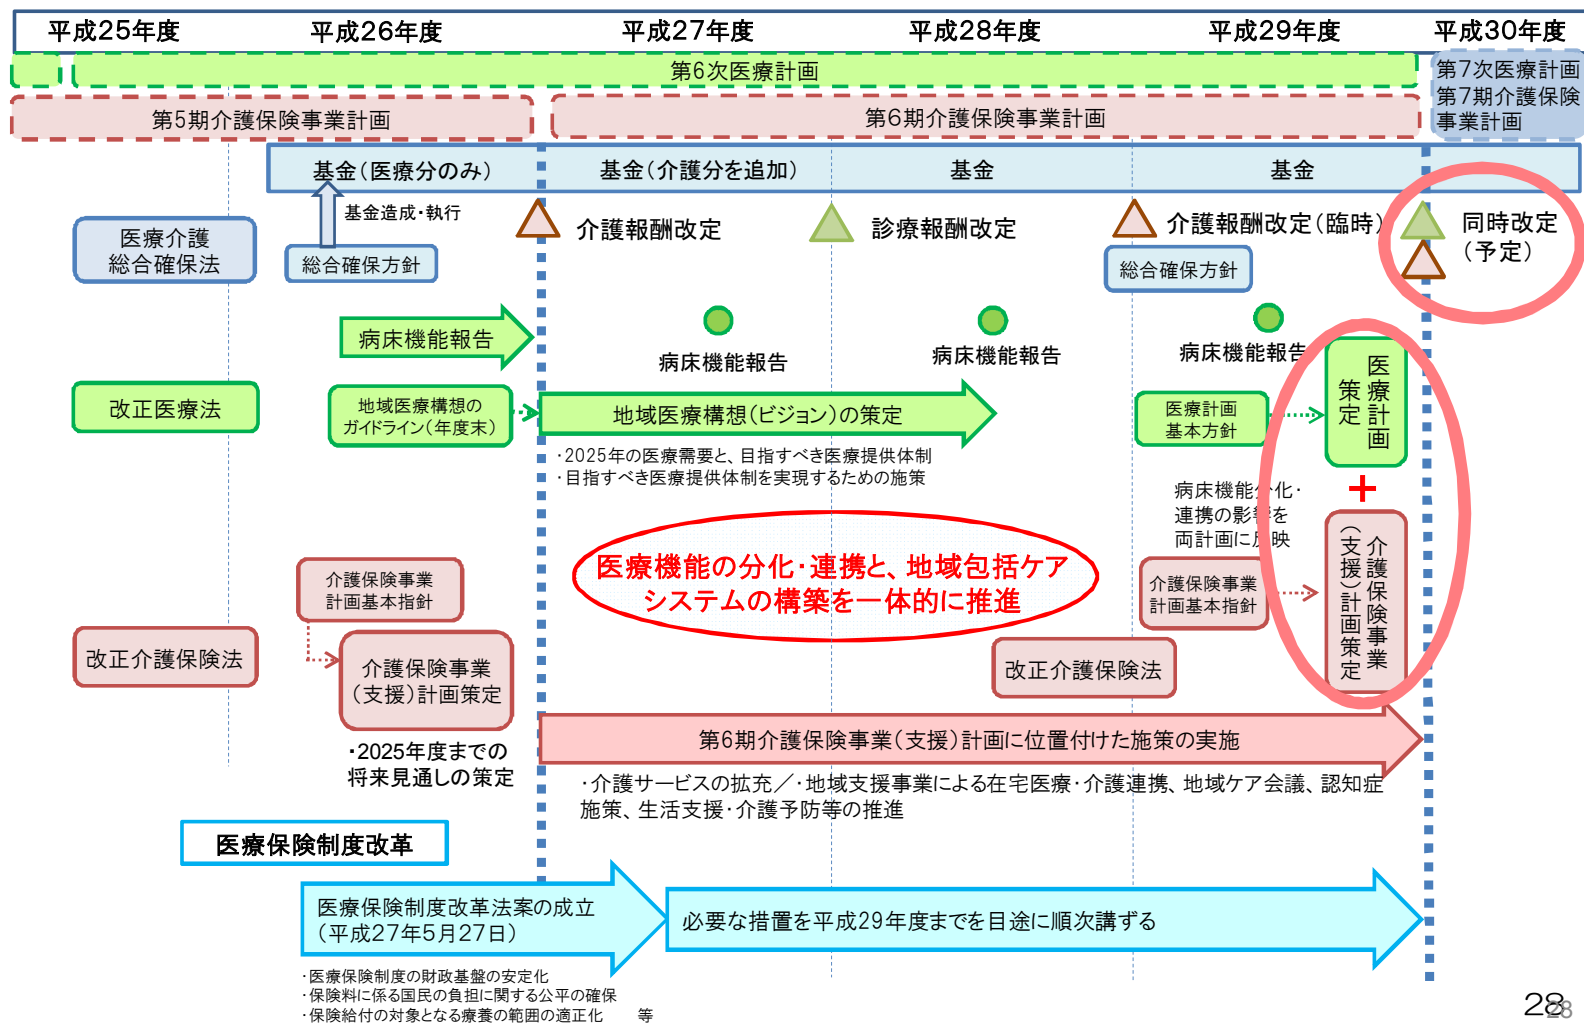 平成25年度
平成26年度
平成27年度
平成28年度
平成29年度
平成30年度
第6次医療計画
第7次医療計画
第7期介護保険
事業計画
第5期介護保険事業計画
第6期介護保険事業計画
基金(医療分のみ)
基金(介護分を追加)
基金
基金
基金造成・執行
医療介護
総合確保法
総合確保方針
介護報酬改定
診療報酬改定
介護報酬改定(臨時)
総合確保方針
同時改定
(予定)
病床機能報告
病床機能報告
病床機能報告
病床機能報告
改正医療法
地域医療構想の
ガイドライン(年度末)
地域医療構想(ビジョン)の策定
・2025年の医療需要と、目指すべき医療提供体制
・目指すべき医療提供体制を実現するための施策
医療計画
基本方針
医療計画
策定
+
病床機能分化・
連携の影響を
両計画に反映
医療機能の分化・連携と、地域包括ケア
システムの構築を一体的に推進
介護保険事業
計画基本指針
介護保険事業
計画基本指針
介護保険事業
(支援)計画策定
改正介護保険法
介護保険事業
(支援)計画策定
・2025年度までの
将来見通しの策定
改正介護保険法
第6期介護保険事業(支援)計画に位置付けた施策の実施
・介護サービスの拡充/・地域支援事業による在宅医療・介護連携、地域ケア会議、認知症
施策、生活支援・介護予防等の推進
医療保険制度改革
医療保険制度改革法案の成立
(平成27年5月27日)
必要な措置を平成29年度までを目途に順次講ずる
・医療保険制度の財政基盤の安定化
・保険料に係る国民の負担に関する公平の確保
・保険給付の対象となる療養の範囲の適正化 等
28
28